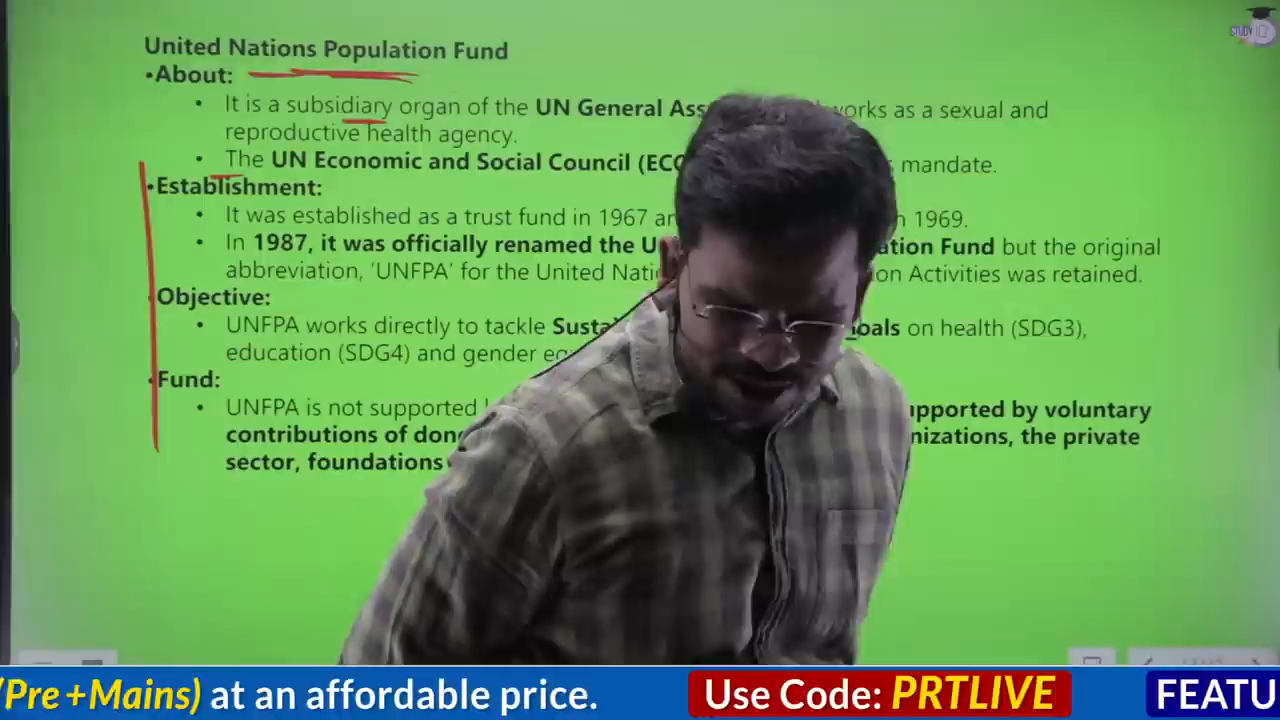 United Nations Population Fund
•About:
• It is a subsidiary organ of the UN General Ass works as a sexual and
reproductive health agency.
• The UN Economic and Social Council (ECO mandate.
•Establishment:
• It was established as a trust fund in 1967 an n 1969.
• In 1987, it was officially renamed the U ation Fund but the original
abbreviation, 'UNFPA' for the United Nati on Activities was retained.
•Objective:
• UNFPA works directly to tackle Susta oals on health (SDG3),
education (SDG4) and gender eq
•Fund:
• UNFPA is not supported upported by voluntary
contributions of don nizations, the private
sector, foundations
STUDY IQ
(Pre+Mains) at an affordable price. Use Code: PRTLIVE FEATU